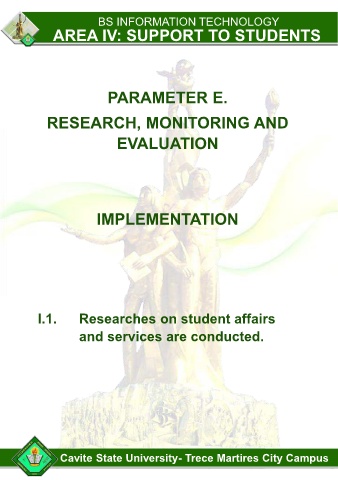 BS INFORMATION TECHNOLOGY
AREA IV: SUPPORT TO STUDENTS
PARAMETER E.
RESEARCH, MONITORING AND
EVALUATION
IMPLEMENTATION
I.1. Researches on student affairs
and services are conducted.
Cavite State University- Trece Martires City Campus